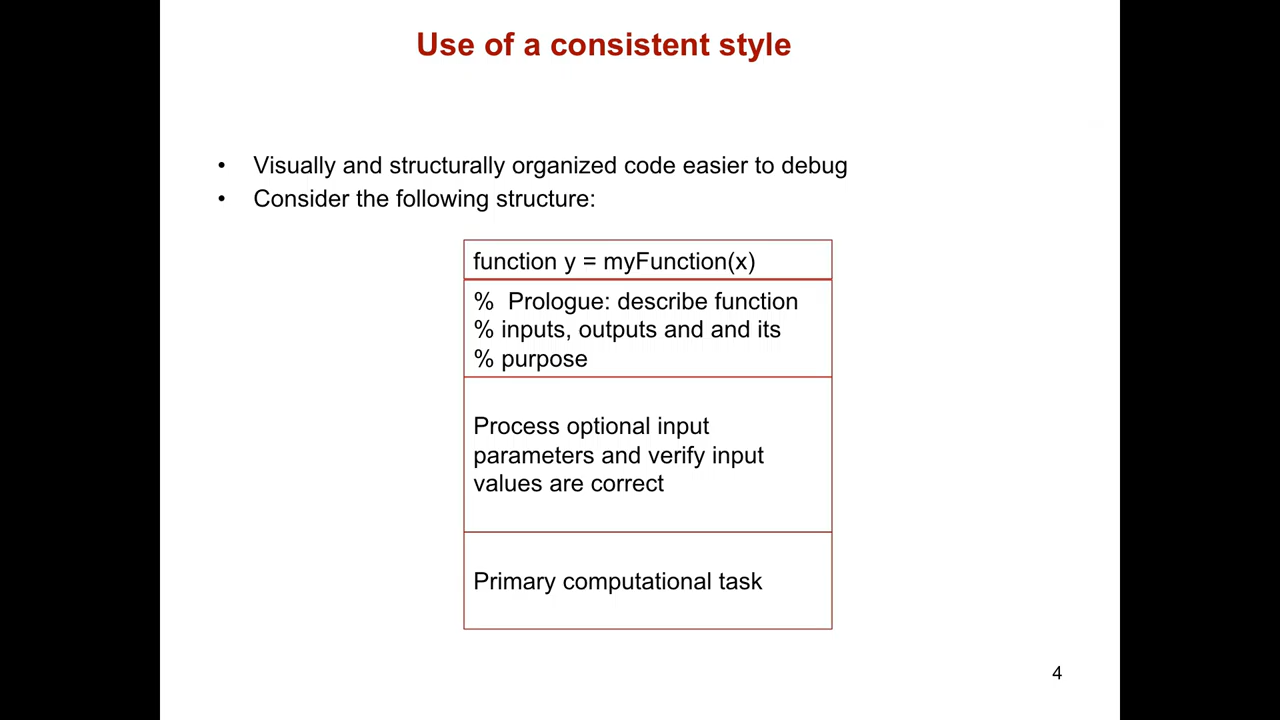 Use of a consistent style
• Visually and structurally organized code easier to debug
• Consider the following structure:
function y = myFunction(x)
% Prologue: describe function
% inputs, outputs and and its
% purpose
Process optional input
parameters and verify input
values are correct
Primary computational task
4